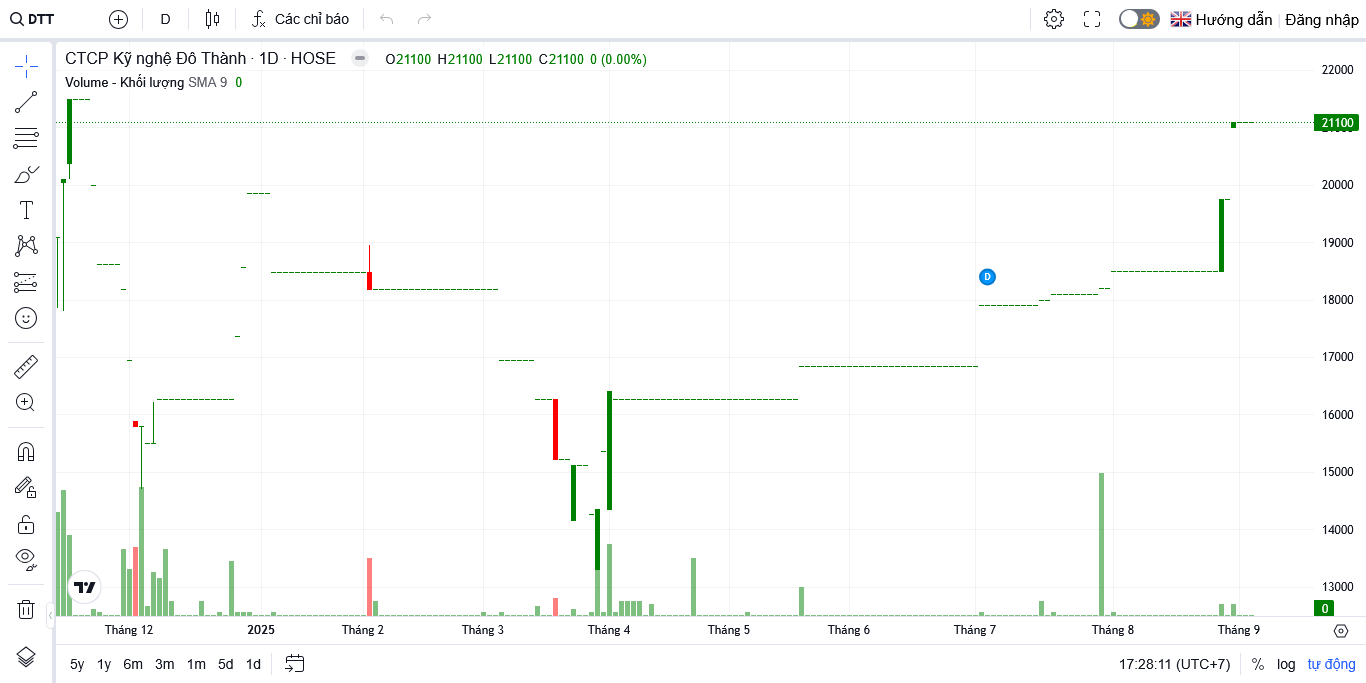 DTT D Các chỉ báo Hướng dẫn Đăng nhập
CTCP Kỹ nghệ Đô Thành · 1D · HOSE O21100 H21100 L21100 C21100 0 (0.00%)
Volume - Khối lượng SMA 9 0
22000
21100
20000
19000
D
18000
17000
16000
15000
14000
13000
0
Tháng 12 2025 Tháng 2 Tháng 3 Tháng 4 Tháng 5 Tháng 6 Tháng 7 Tháng 8 Tháng 9
5y 1y 6m 3m 1m 5d 1d 17:28:11 (UTC+7) % log tự động